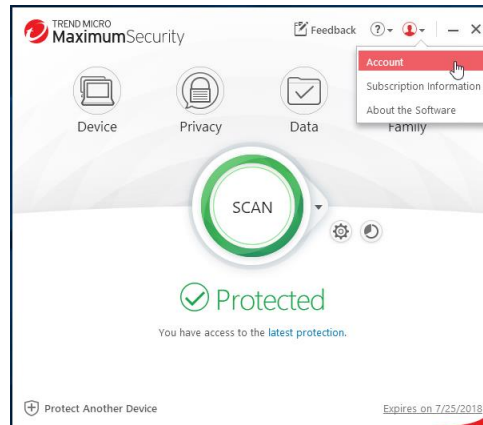 TREND MICRO
MaximumSecurity
Feedback
?
Account
Subscription Information
About the Software
Device
Privacy
Data
Family
SCAN
Protected
You have access to the latest protection.
Protect Another Device
Expires on 7/25/2018